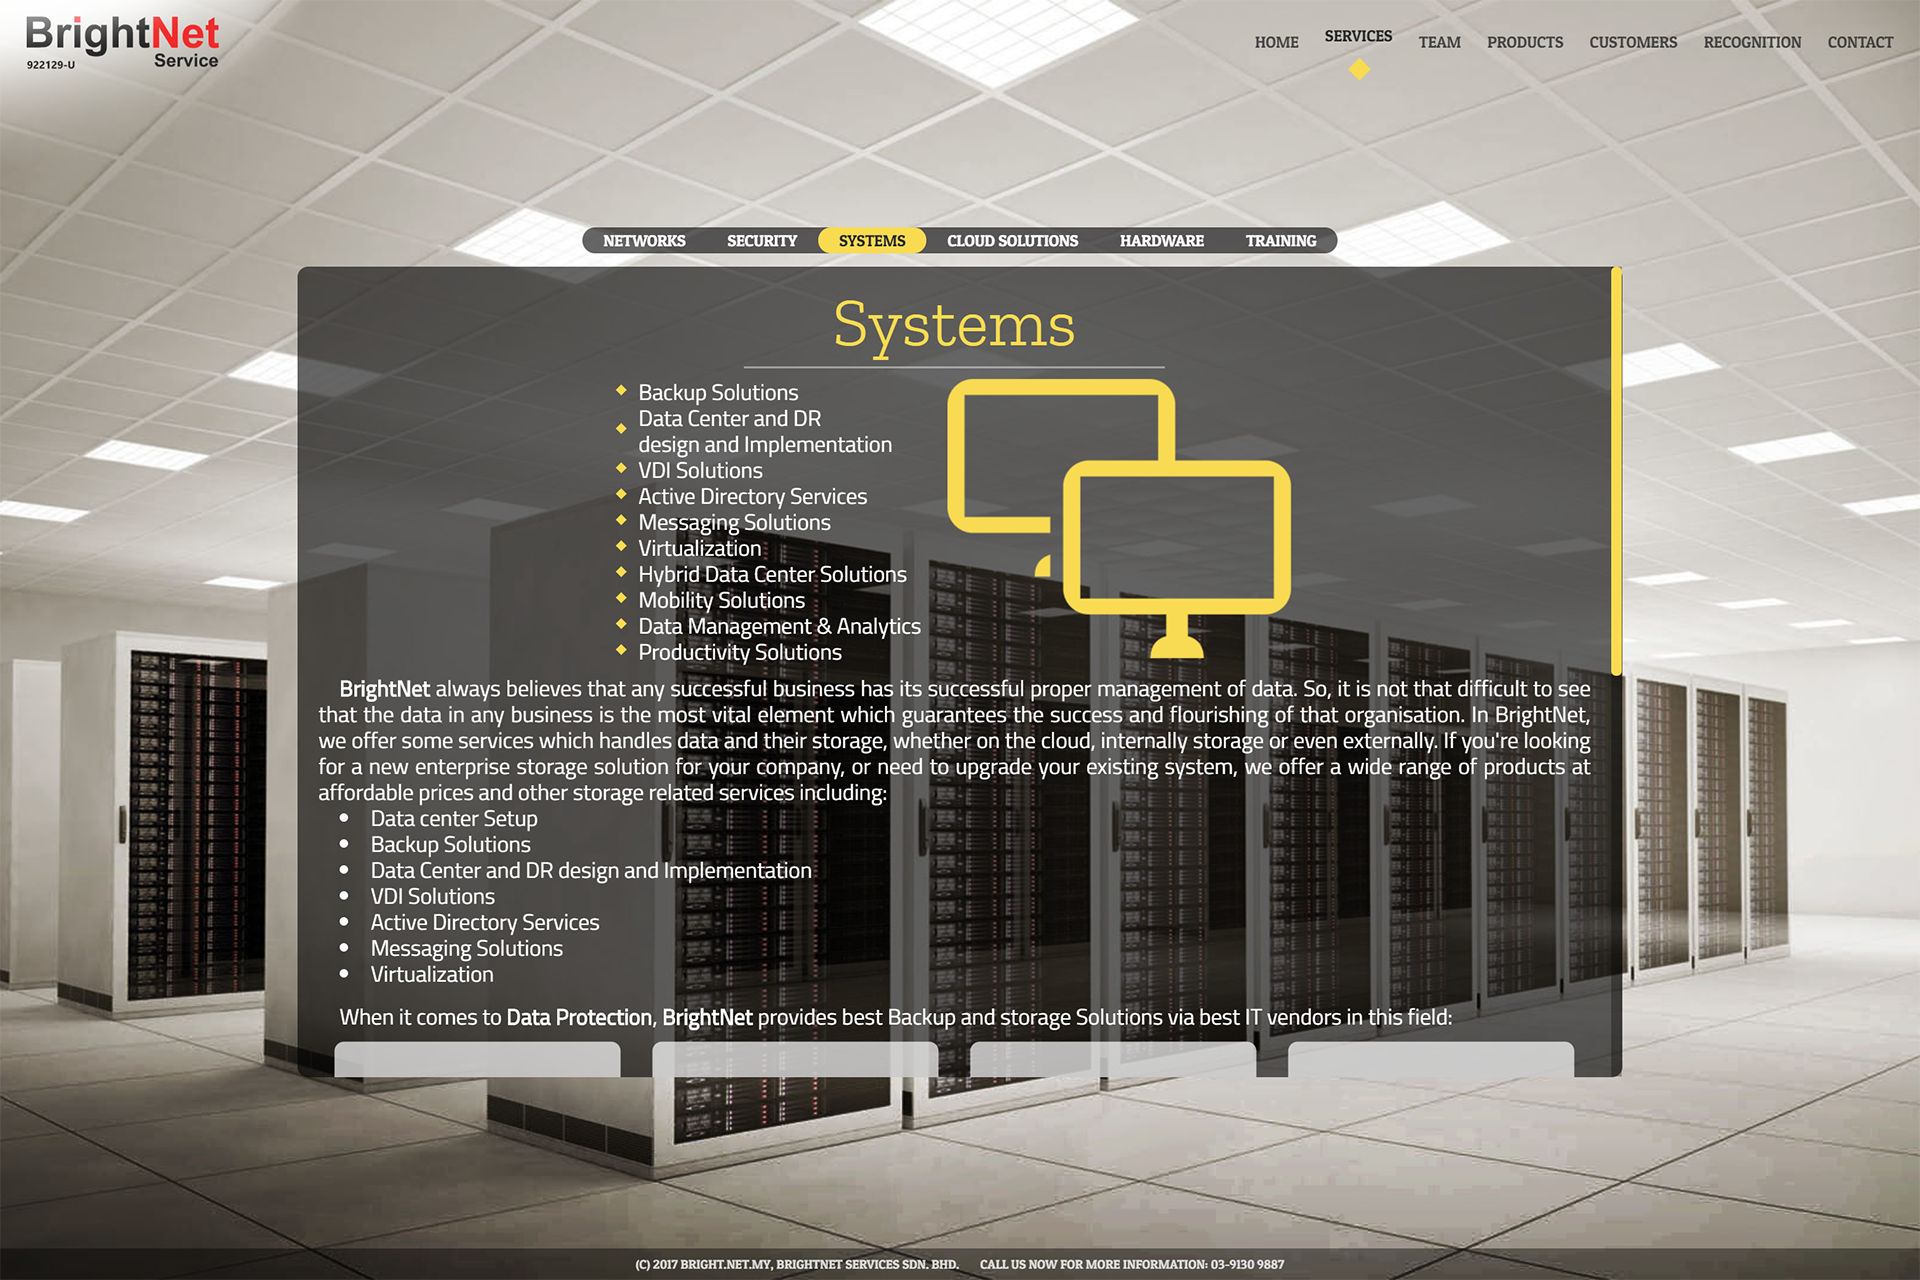 BrightNet
922129-U Service
HOME SERVICES TEAM PRODUCTS CUSTOMERS RECOGNITION CONTACT
NETWORKS SECURITY SYSTEMS CLOUD SOLUTIONS HARDWARE TRAINING
Systems
Backup Solutions
Data Center and DR
design and Implementation
VDI Solutions
Active Directory Services
Messaging Solutions
Virtualization
Hybrid Data Center Solutions
Mobility Solutions
Data Management & Analytics
Productivity Solutions
BrightNet always believes that any successful business has its successful proper management of data. So, it is not that difficult to see
that the data in any business is the most vital element which guarantees the success and flourishing of that organisation. In BrightNet,
we offer some services which handles data and their storage, whether on the cloud, internally storage or even externally. If you're looking
for a new enterprise storage solution for your company, or need to upgrade your existing system, we offer a wide range of products at
affordable prices and other storage related services including:
• Data center Setup
• Backup Solutions
• Data Center and DR design and Implementation
• VDI Solutions
• Active Directory Services
• Messaging Solutions
• Virtualization
When it comes to Data Protection, BrightNet provides best Backup and storage Solutions via best IT vendors in this field:
(C) 2017 BRIGHT.NET.MY, BRIGHTNET SERVICES SDN. BHD. CALL US NOW FOR MORE INFORMATION: 03-9130 9887